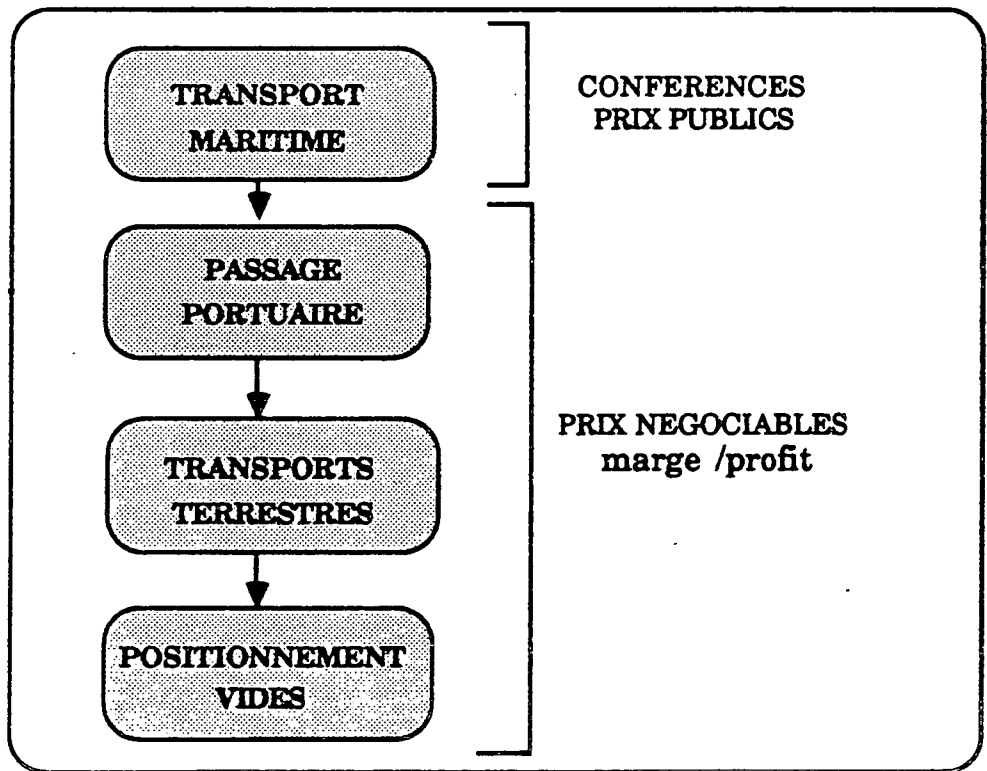 TRANSPORT
MARITIME
CONFERENCES
PRIX PUBLICS
PASSAGE
PORTUAIRE
TRANSPORTS
TERRESTRES
POSITIONNEMENT
VIDES
PRIX NEGOCIABLES
marge /profit